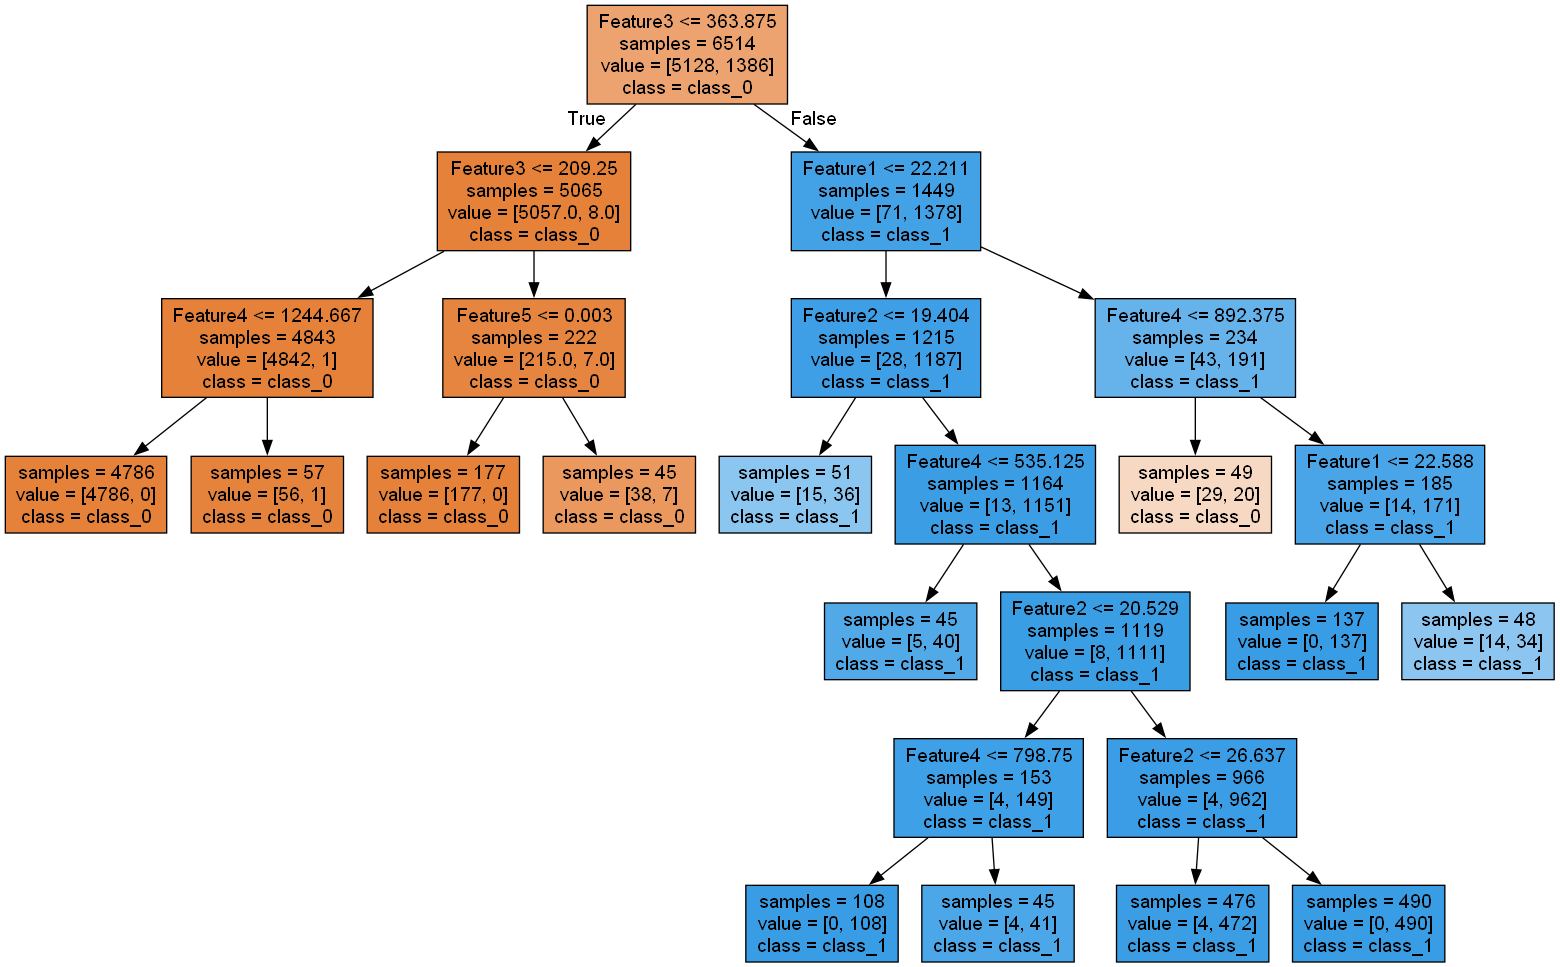 Feature3 <= 363.875
samples = 6514
value = [5128, 1386]
class = class_0
True
False
Feature3 <= 209.25
samples = 5065
value = [5057.0, 8.0]
class = class_0
Feature1 <= 22.211
samples = 1449
value = [71, 1378]
class = class_1
Feature4 <= 1244.667
samples = 4843
value = [4842, 1]
class = class_0
Feature5 <= 0.003
samples = 222
value = [215.0, 7.0]
class = class_0
Feature2 <= 19.404
samples = 1215
value = [28, 1187]
class = class_1
Feature4 <= 892.375
samples = 234
value = [43, 191]
class = class_1
samples = 4786
value = [4786, 0]
class = class_0
samples = 57
value = [56, 1]
class = class_0
samples = 177
value = [177, 0]
class = class_0
samples = 45
value = [38, 7]
class = class_0
samples = 51
value = [15, 36]
class = class_1
Feature4 <= 535.125
samples = 1164
value = [13, 1151]
class = class_1
samples = 49
value = [29, 20]
class = class_0
Feature1 <= 22.588
samples = 185
value = [14, 171]
class = class_1
samples = 45
value = [5, 40]
class = class_1
Feature2 <= 20.529
samples = 1119
value = [8, 1111]
class = class_1
samples = 137
value = [0, 137]
class = class_1
samples = 48
value = [14, 34]
class = class_1
Feature4 <= 798.75
samples = 153
value = [4, 149]
class = class_1
Feature2 <= 26.637
samples = 966
value = [4, 962]
class = class_1
samples = 108
value = [0, 108]
class = class_1
samples = 45
value = [4, 41]
class = class_1
samples = 476
value = [4, 472]
class = class_1
samples = 490
value = [0, 490]
class = class_1